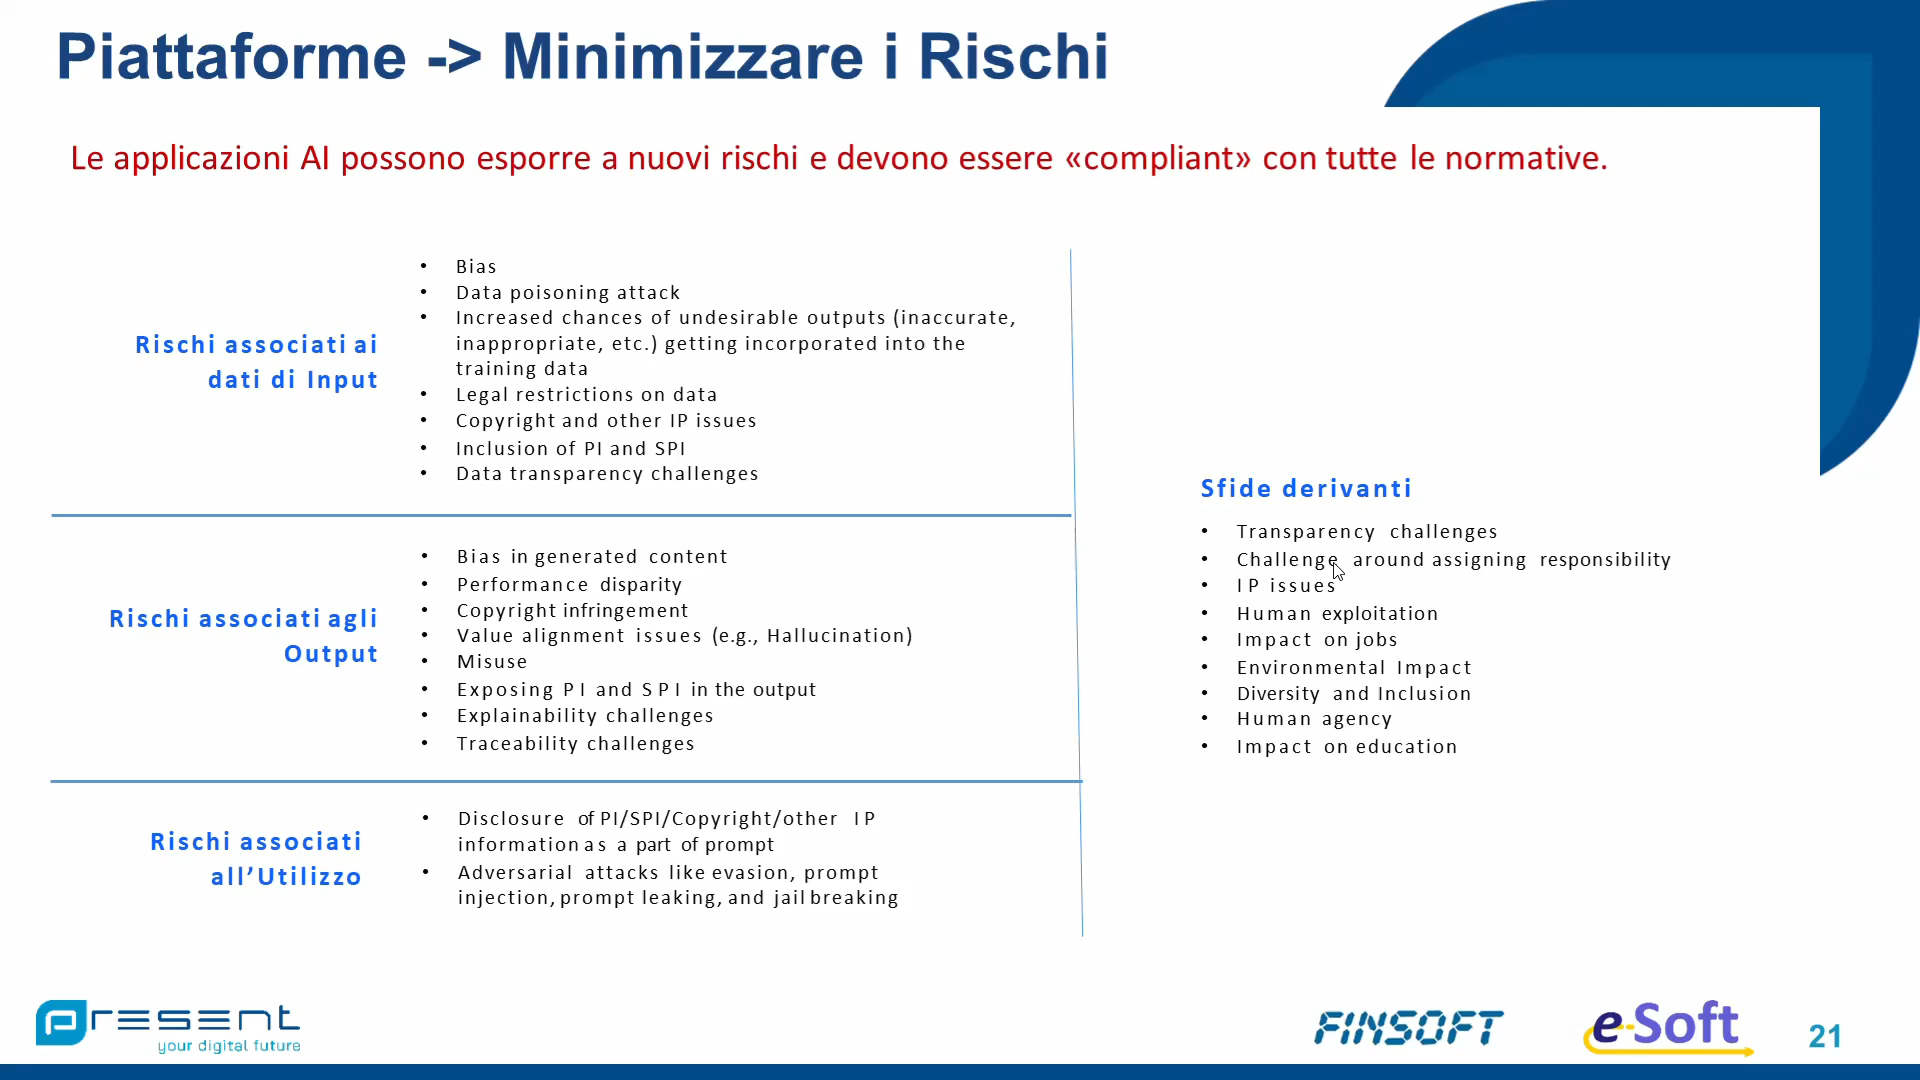 Piattaforme -> Minimizzare i Rischi
Le applicazioni AI possono esporre a nuovi rischi e devono essere «compliant» con tutte le normative.
Rischi associati ai
dati di Input
• Bias
• Data poisoning attack
• Increased chances of undesirable outputs (inaccurate,
inappropriate, etc.) getting incorporated into the
training data
• Legal restrictions on data
• Copyright and other IP issues
• Inclusion of PI and SPI
• Data transparency challenges
Rischi associati agli
Output
• Bias in generated content
• Performance disparity
• Copyright infringement
• Value alignment issues (e.g., Hallucination)
• Misuse
• Exposing PI and SPI in the output
• Explainability challenges
• Traceability challenges
Rischi associati
all’Utilizzo
• Disclosure of PI/SPI/Copyright/other IP
information as a part of prompt
• Adversarial attacks like evasion, prompt
injection, prompt leaking, and jail breaking
Sfide derivanti
• Transparency challenges
• Challenge around assigning responsibility
• IP issues
• Human exploitation
• Impact on jobs
• Environmental Impact
• Diversity and Inclusion
• Human agency
• Impact on education
present
your digital future
FINSOFT
e-Soft
21